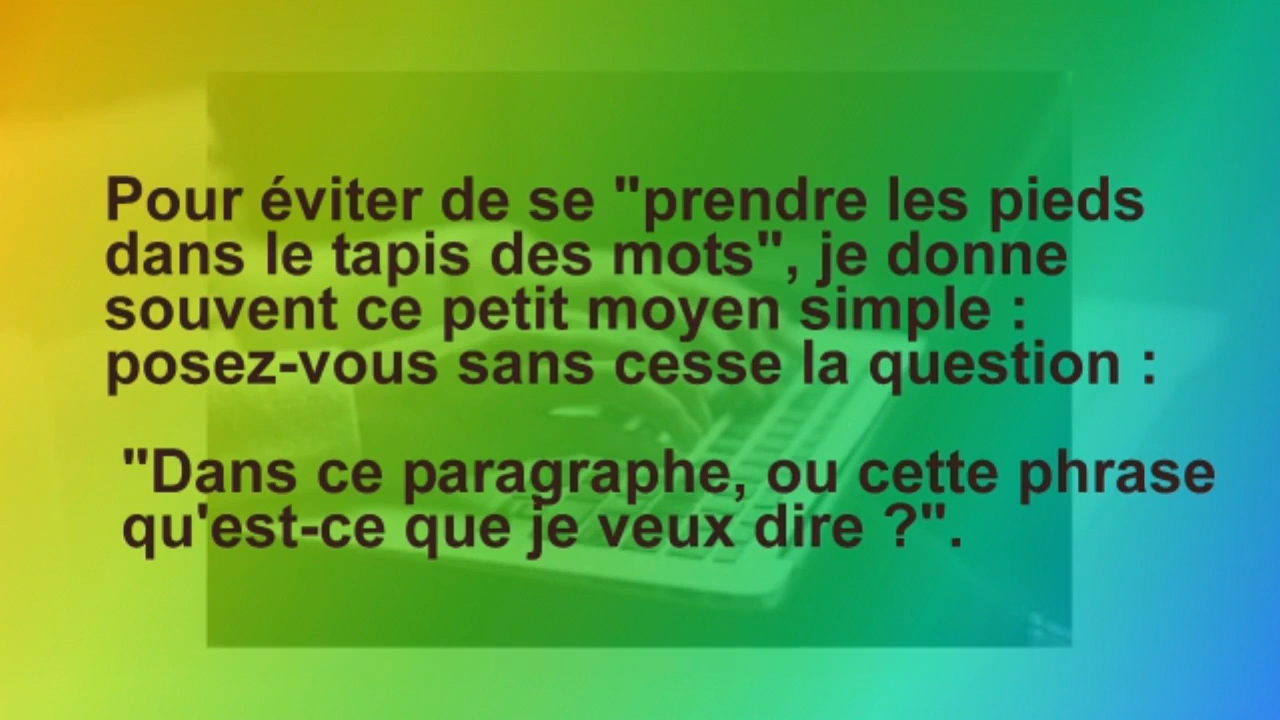 Pour éviter de se "prendre les pieds
dans le tapis des mots", je donne
souvent ce petit moyen simple :
posez-vous sans cesse la question :
"Dans ce paragraphe, ou cette phrase
qu'est-ce que je veux dire ?".